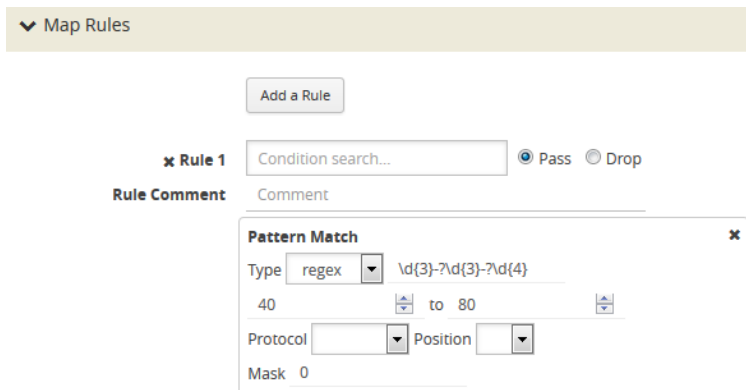 Map Rules
Add a Rule
✖ Rule 1 Condition search... Pass Drop
Rule Comment Comment
Pattern Match ✖
Type regex \d{3}-?\d{3}-?\d{4}
40 to 80
Protocol Position
Mask 0